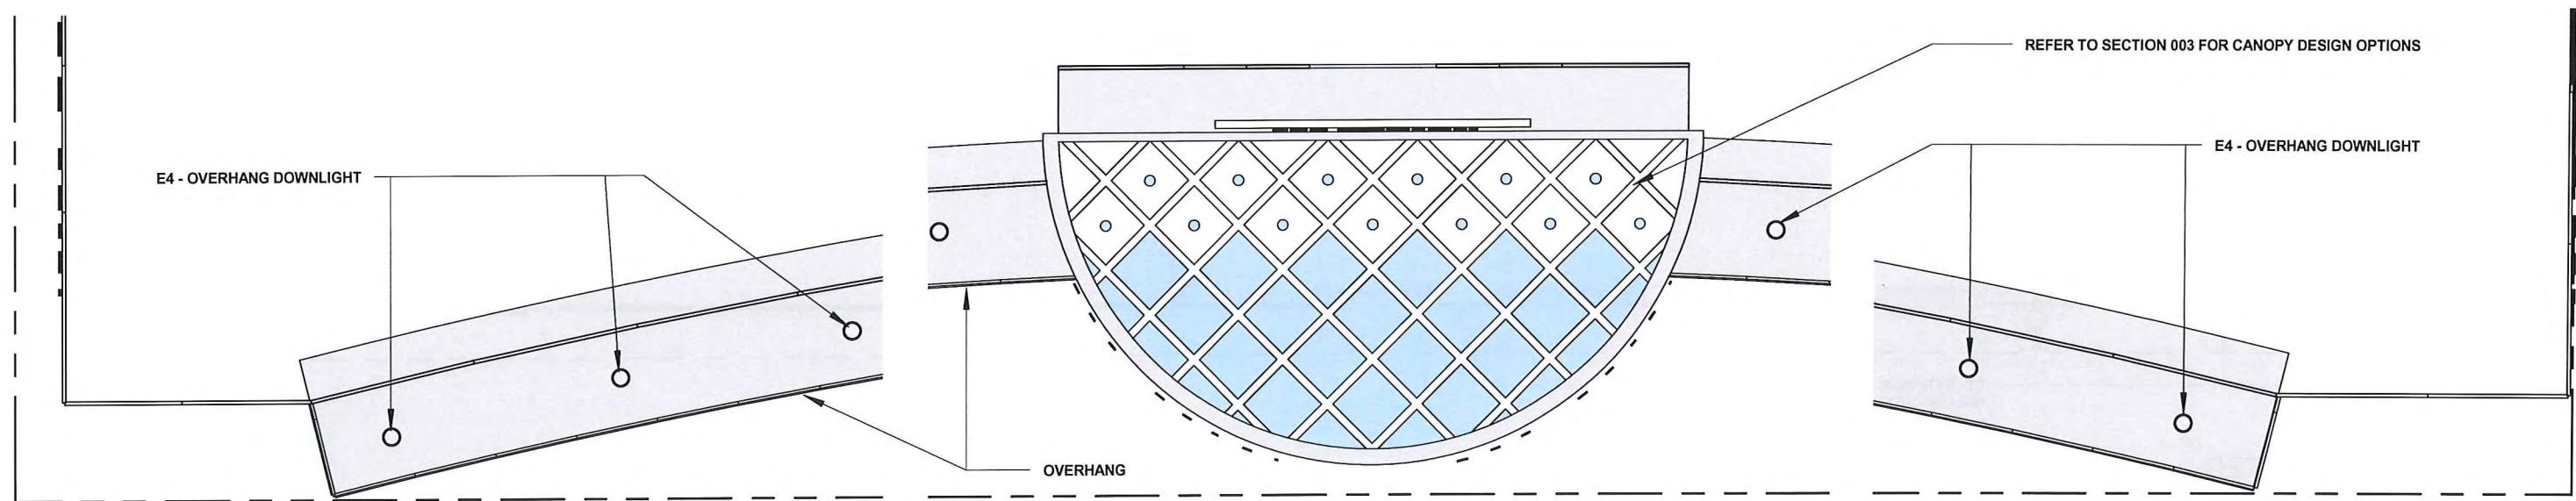 REFER TO SECTION 003 FOR CANOPY DESIGN OPTIONS
E4 - OVERHANG DOWNLIGHT
E4 - OVERHANG DOWNLIGHT
OVERHANG